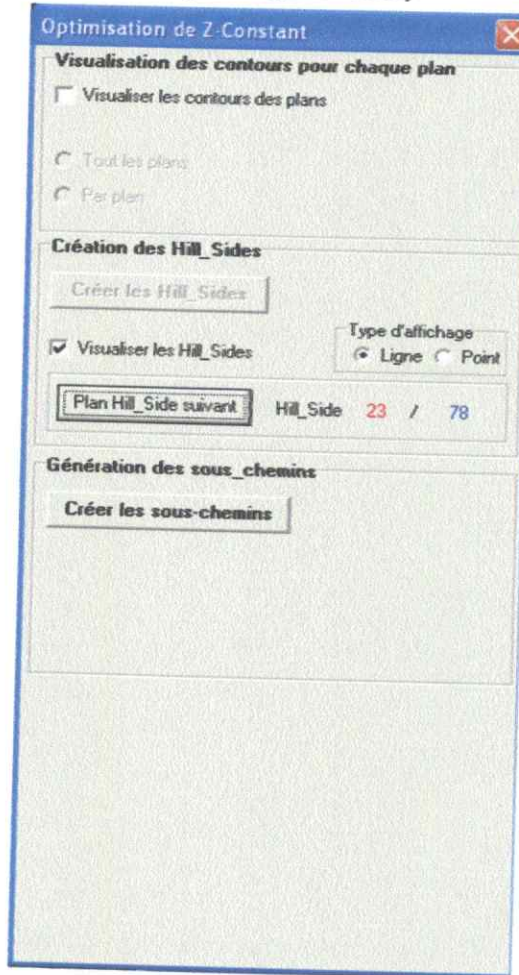 Optimisation de Z-Constant
Visualisation des contours pour chaque plan
Visualiser les contours des plans
Tout les plans
Par plan
Création des Hill_Sides
Créer les Hill_Sides
Type d'affichage
Visualiser les Hill_Sides
Ligne Point
Plan Hill_Side suivant Hill_Side 23 / 78
Génération des sous_chemins
Créer les sous-chemins